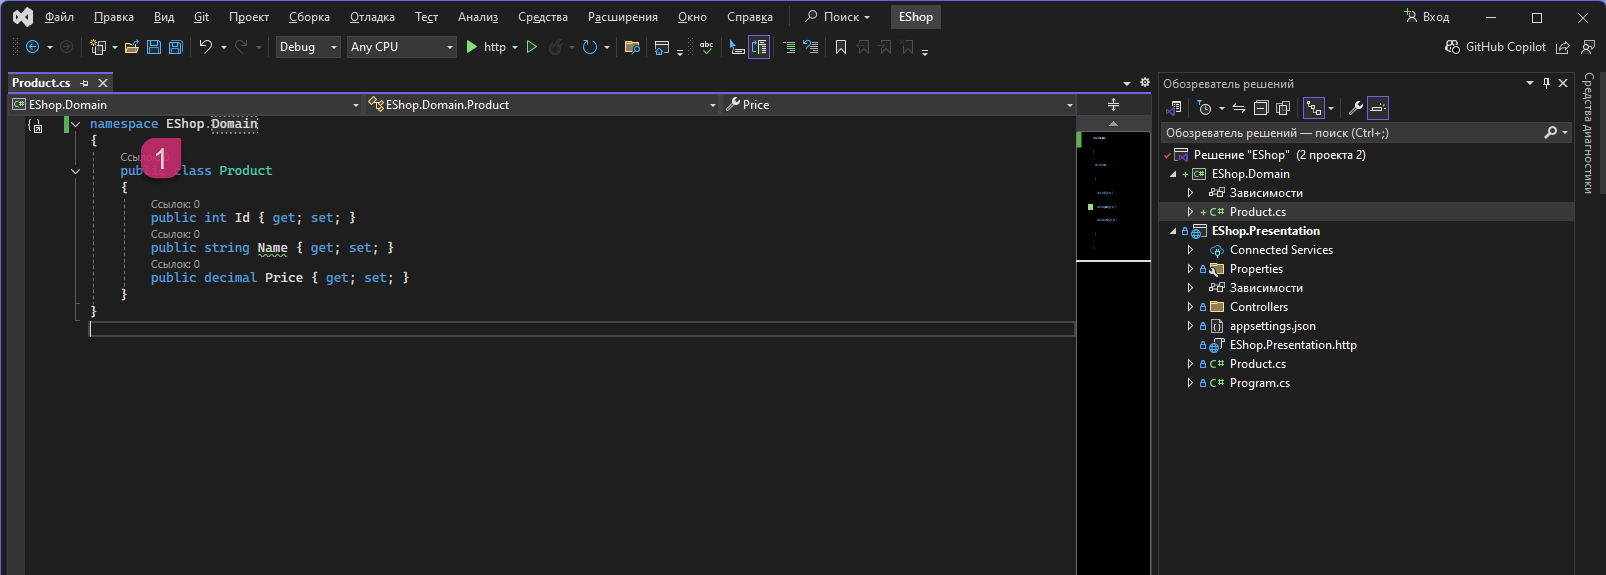 Файл Правка Вид Git Проект Сборка Отладка Тест Анализ Средства Расширения Окно Справка Поиск EShop Вход
Debug Any CPU http abc GitHub Copilot
Product.cs
Обозреватель решений
C# EShop.Domain EShop.Domain.Product Price
Обозреватель решений — поиск (Ctrl+;)
Решение "EShop" (2 проекта 2)
C# EShop.Domain
Зависимости
C# Product.cs
EShop.Presentation
Connected Services
Properties
Зависимости
Controllers
appsettings.json
EShop.Presentation.http
C# Product.cs
C# Program.cs
Средства диагностики
namespace EShop.Domain
{
1
class Product
{
Ссылок: 0
public int Id { get; set; }
Ссылок: 0
public string Name { get; set; }
Ссылок: 0
public decimal Price { get; set; }
}
}